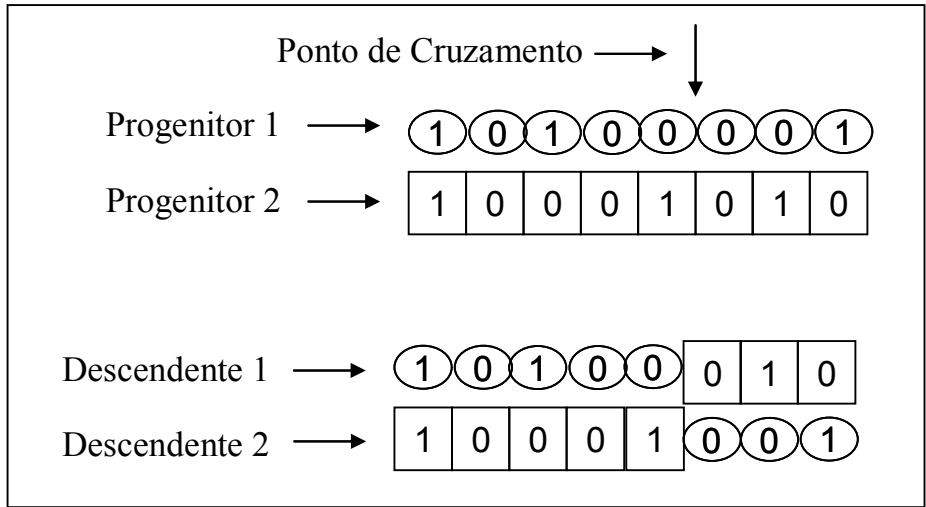 Ponto de Cruzamento
Progenitor 1 1 0 1 0 0 0 0 1
Progenitor 2 1 0 0 0 1 0 1 0
Descendente 1 1 0 1 0 0 0 1 0
Descendente 2 1 0 0 0 1 0 0 1